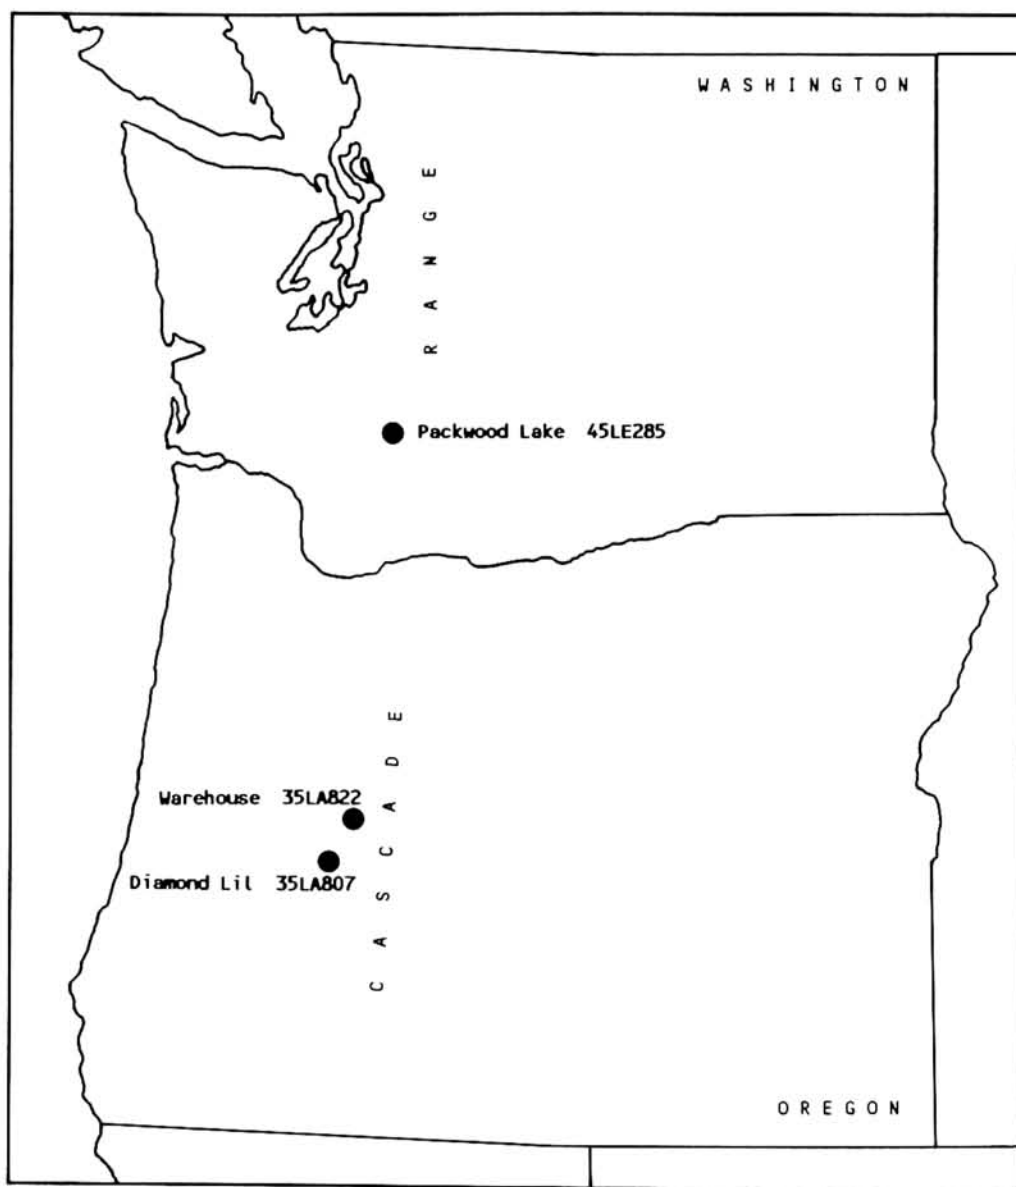 WASHINGTON
RANGE
Packwood Lake 45LE285
CASCADE
Warehouse 35LA822
Diamond Lil 35LA807
OREGON